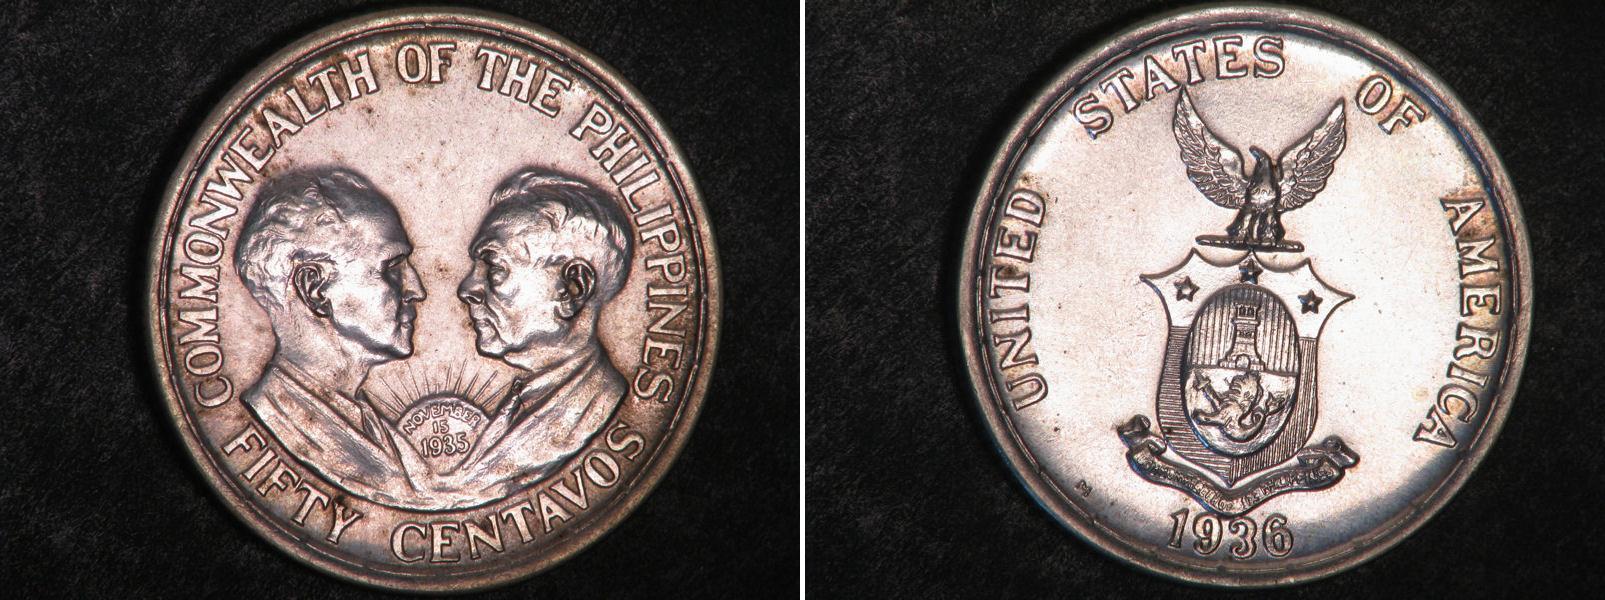 COMMONWEALTH OF THE PHILIPPINES
NOVEMBER
15
1935
FIFTY CENTAVOS
UNITED STATES OF AMERICA
M
1936